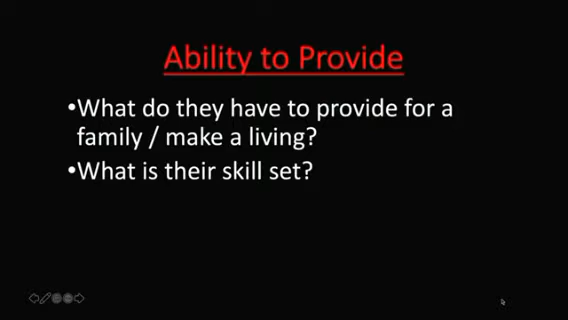 Ability to Provide
•What do they have to provide for a
family / make a living?
•What is their skill set?